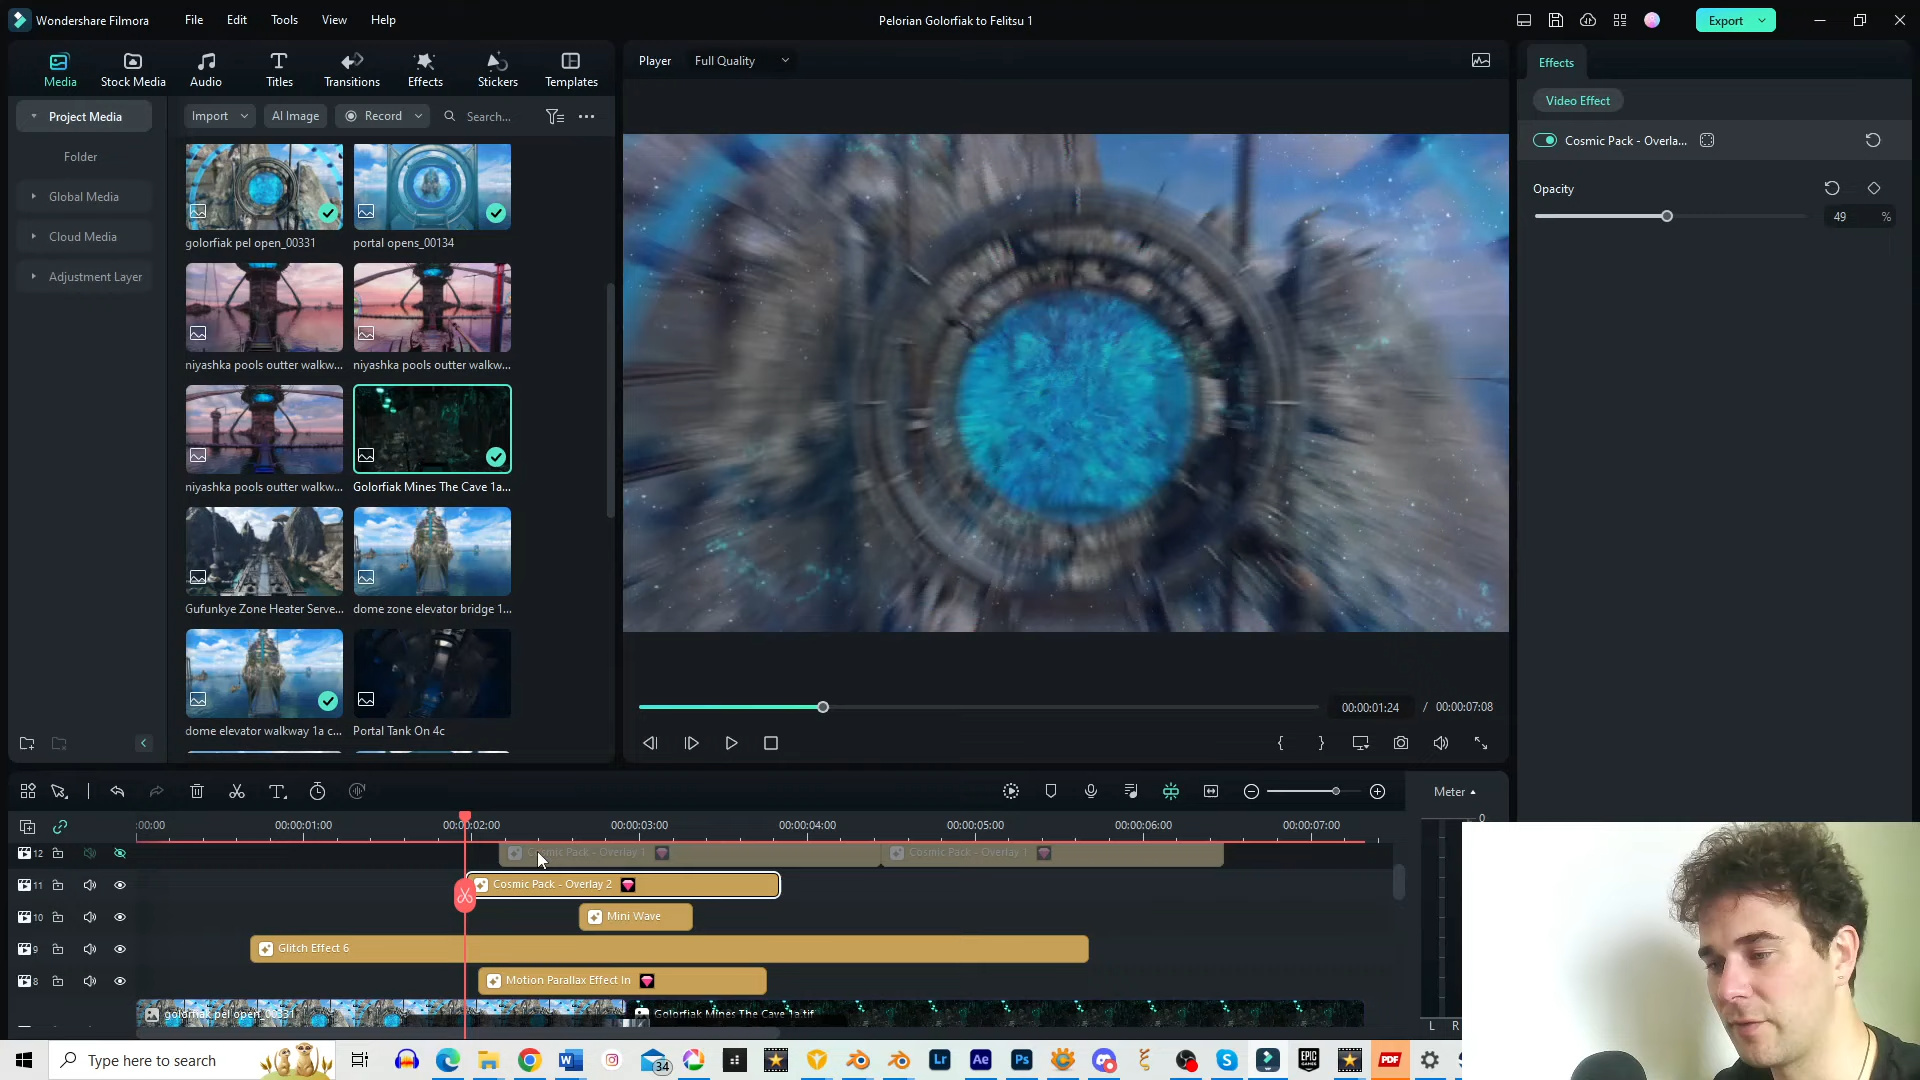 Wondershare Filmora
File
Edit
Tools
View
Help
Pelorian Golorfiak to Felitsu 1
Export
Media
Stock Media
Audio
Titles
Transitions
Effects
Stickers
Templates
Player
Full Quality
Effects
Video Effect
Project Media
Import
AI Image
Record
Search...
Cosmic Pack - Overla...
Folder
Global Media
Cloud Media
Adjustment Layer
Opacity
49
%
golorfiak pel open_00331
portal opens_00134
niyashka pools outter walkw...
niyashka pools outter walkw...
niyashka pools outter walkw...
Golorfiak Mines The Cave 1a...
Gufunkye Zone Heater Serve...
dome zone elevator bridge 1...
dome elevator walkway 1a c...
Portal Tank On 4c
00:00:01:24
/
00:00:07:08
Meter
:00:00
00:00:01:00
00:00:02:00
00:00:03:00
00:00:04:00
00:00:05:00
00:00:06:00
00:00:07:00
0
12
Cosmic Pack - Overlay 1
Cosmic Pack - Overlay 1
11
Cosmic Pack - Overlay 2
10
Mini Wave
9
Glitch Effect 6
8
Motion Parallax Effect In
golorfiak pel open_00331
Golorfiak Mines The Cave 1a.tif
L
R
Type here to search
34
Lr
Ae
Ps
EPIC
GAMES
PDF